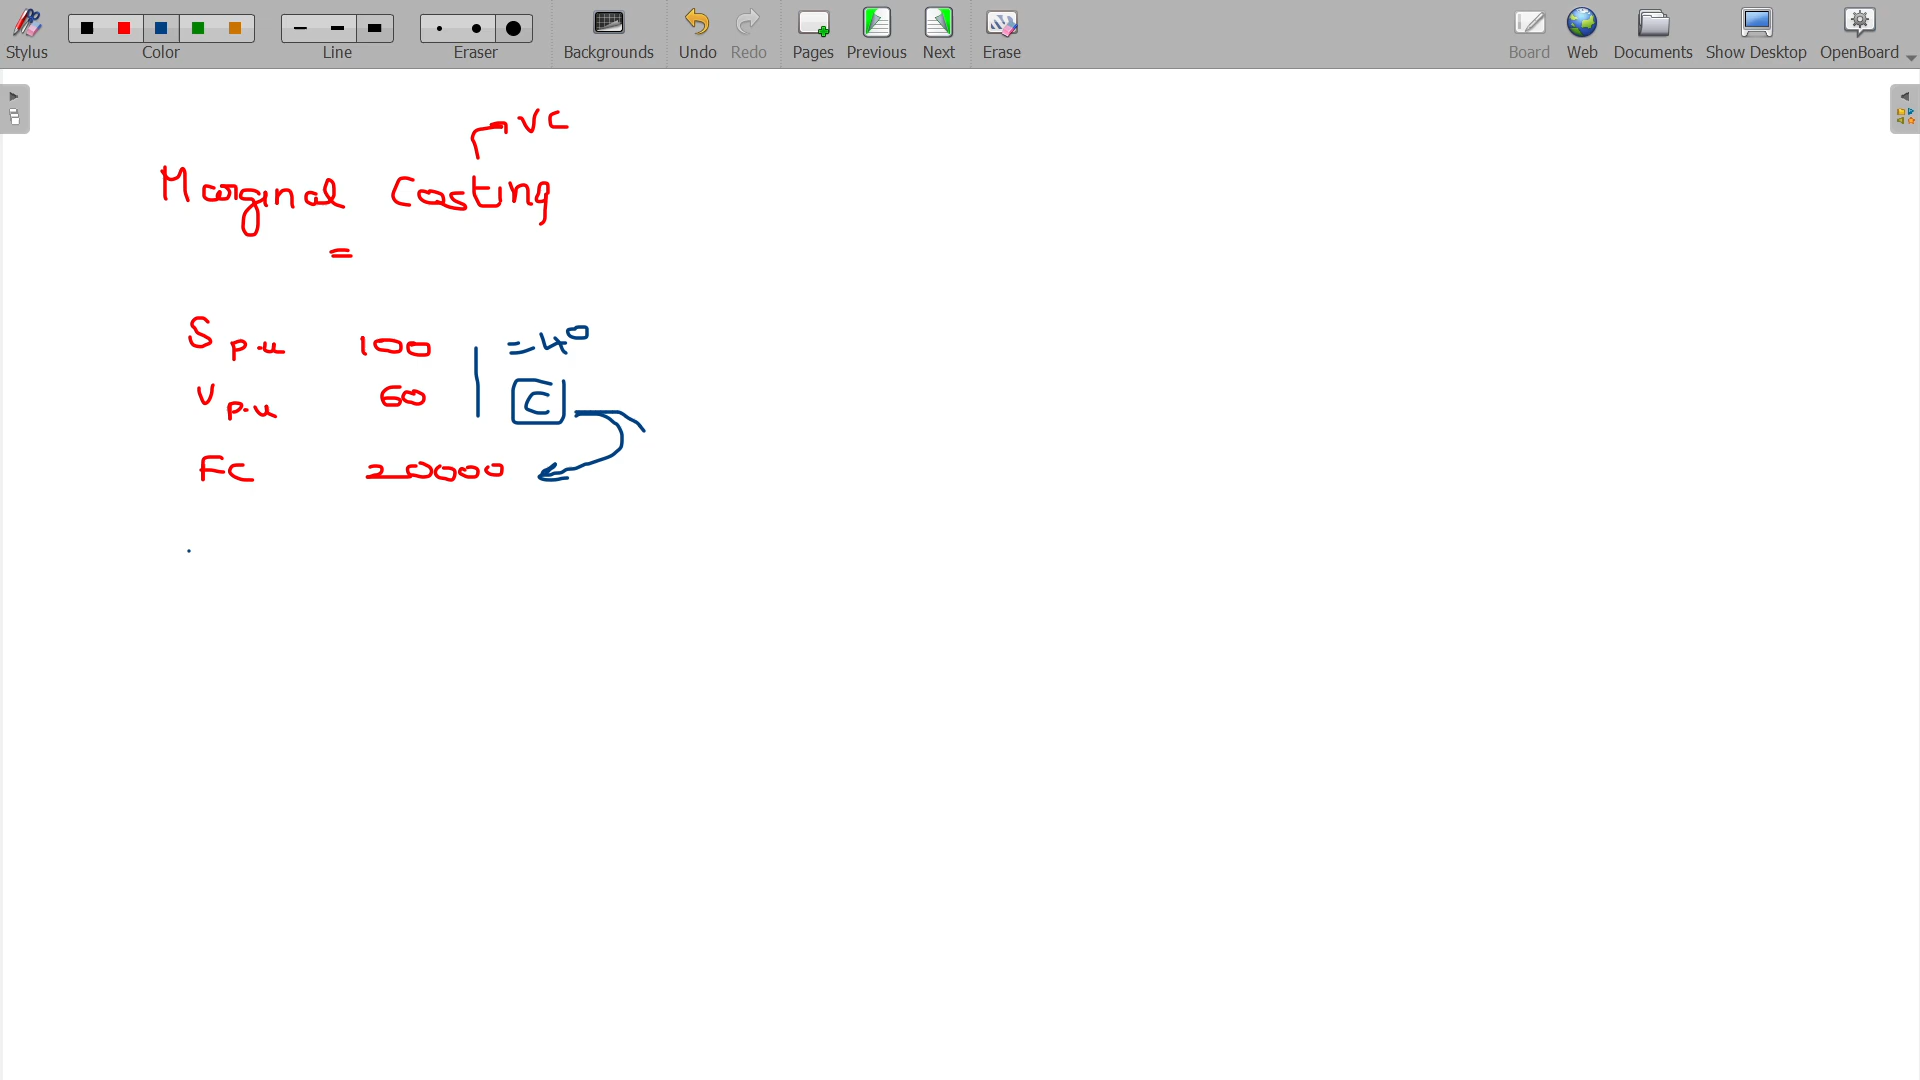 Stylus Color Line Eraser Backgrounds Undo Redo Pages Previous Next Erase Board Web Documents Show Desktop OpenBoard
VC
Marginal Costing
=
S p.u 100 = 40
V p.u 60 C
FC 20000